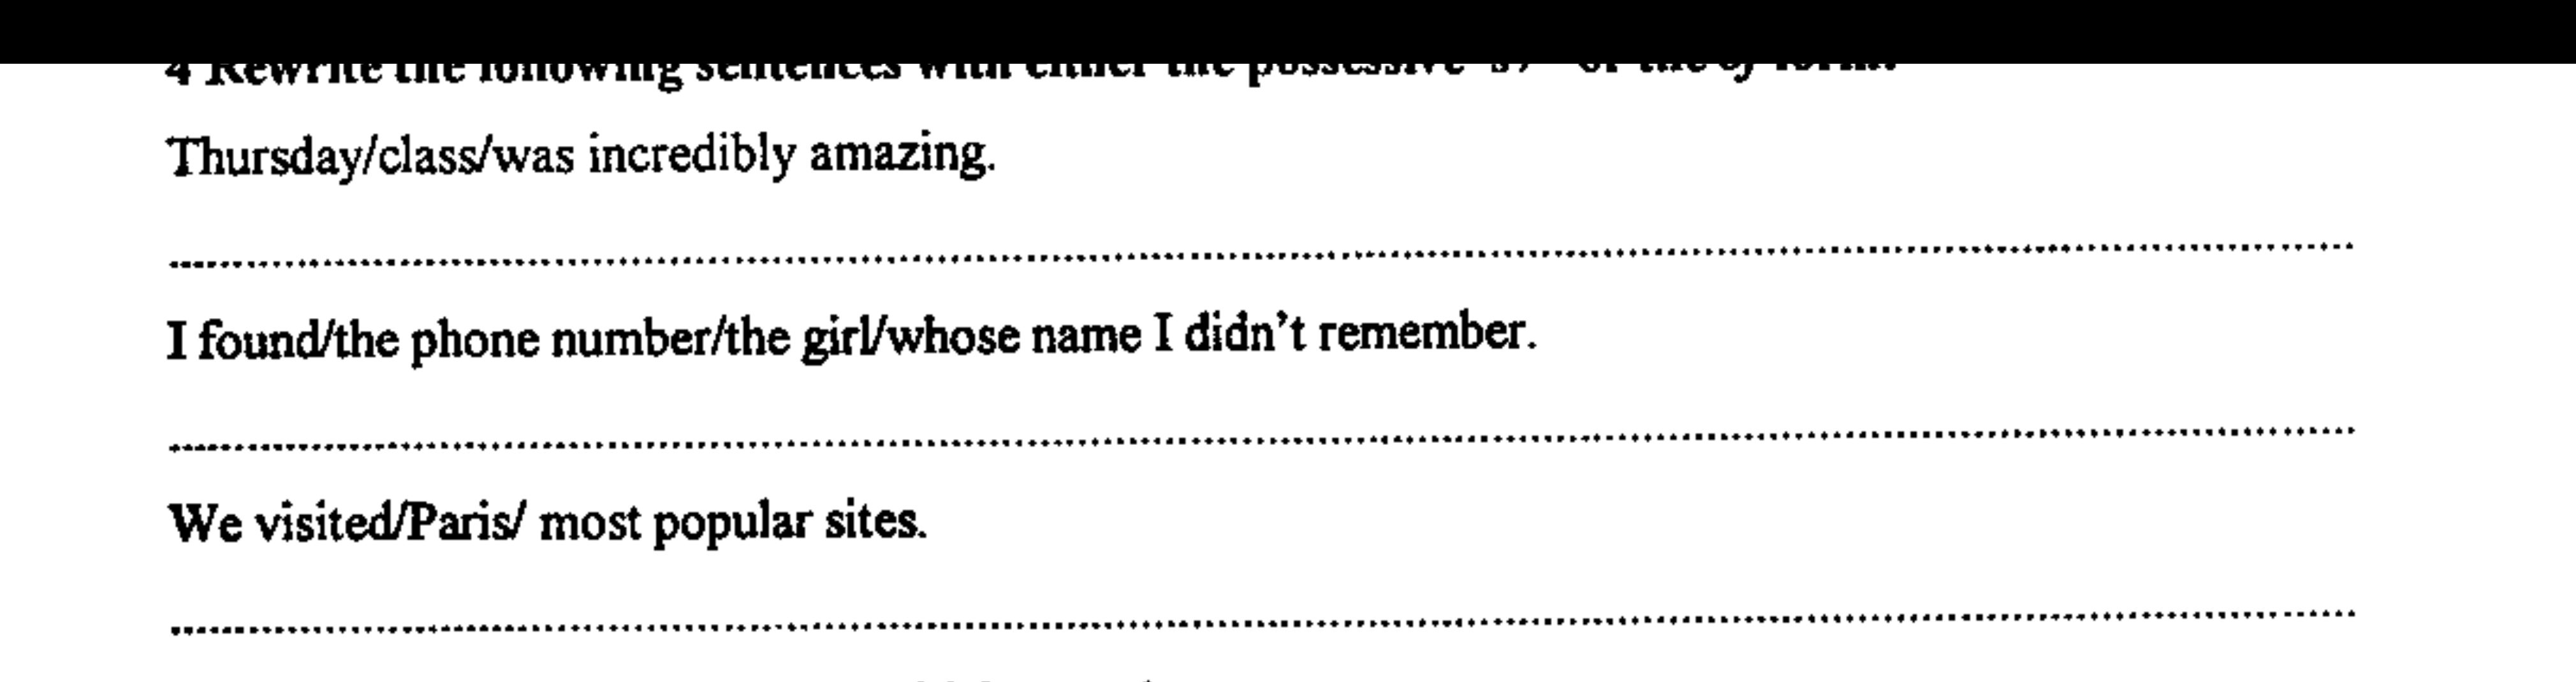 4 Rewrite the following sentences with either the possessive 's/' or the of form.
Thursday/class/was incredibly amazing.
I found/the phone number/the girl/whose name I didn't remember.
We visited/Paris/ most popular sites.